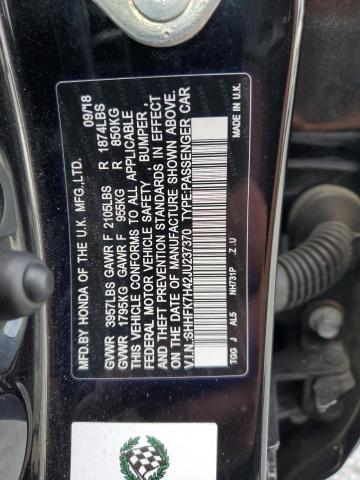 MFD.BY HONDA OF THE U.K. MFG.,LTD. 09/18
GVWR 3957LBS GAWR F 2105LBS R 1874LBS
GVWR 1795KG GAWR F 955KG R 850KG
THIS VEHICLE CONFORMS TO ALL APPLICABLE
FEDERAL MOTOR VEHICLE SAFETY, BUMPER,
AND THEFT PREVENTION STANDARDS IN EFFECT
ON THE DATE OF MANUFACTURE SHOWN ABOVE.
V.I.N.:SHHFK7H42JU237370 TYPE:PASSENGER CAR
TGG J AL5 NH731P Z,U MADE IN U.K.